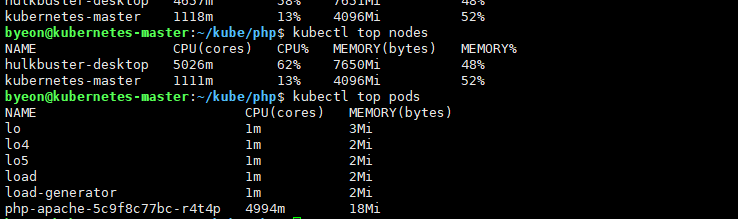 hulkbuster-desktop 4657m 58% 7651Mi 48%
kubernetes-master 1118m 13% 4096Mi 52%
byeon@kubernetes-master:~/kube/php$ kubectl top nodes
NAME CPU(cores) CPU% MEMORY(bytes) MEMORY%
hulkbuster-desktop 5026m 62% 7650Mi 48%
kubernetes-master 1111m 13% 4096Mi 52%
byeon@kubernetes-master:~/kube/php$ kubectl top pods
NAME CPU(cores) MEMORY(bytes)
lo 1m 3Mi
lo4 1m 2Mi
lo5 1m 2Mi
load 1m 2Mi
load-generator 1m 2Mi
php-apache-5c9f8c77bc-r4t4p 4994m 18Mi